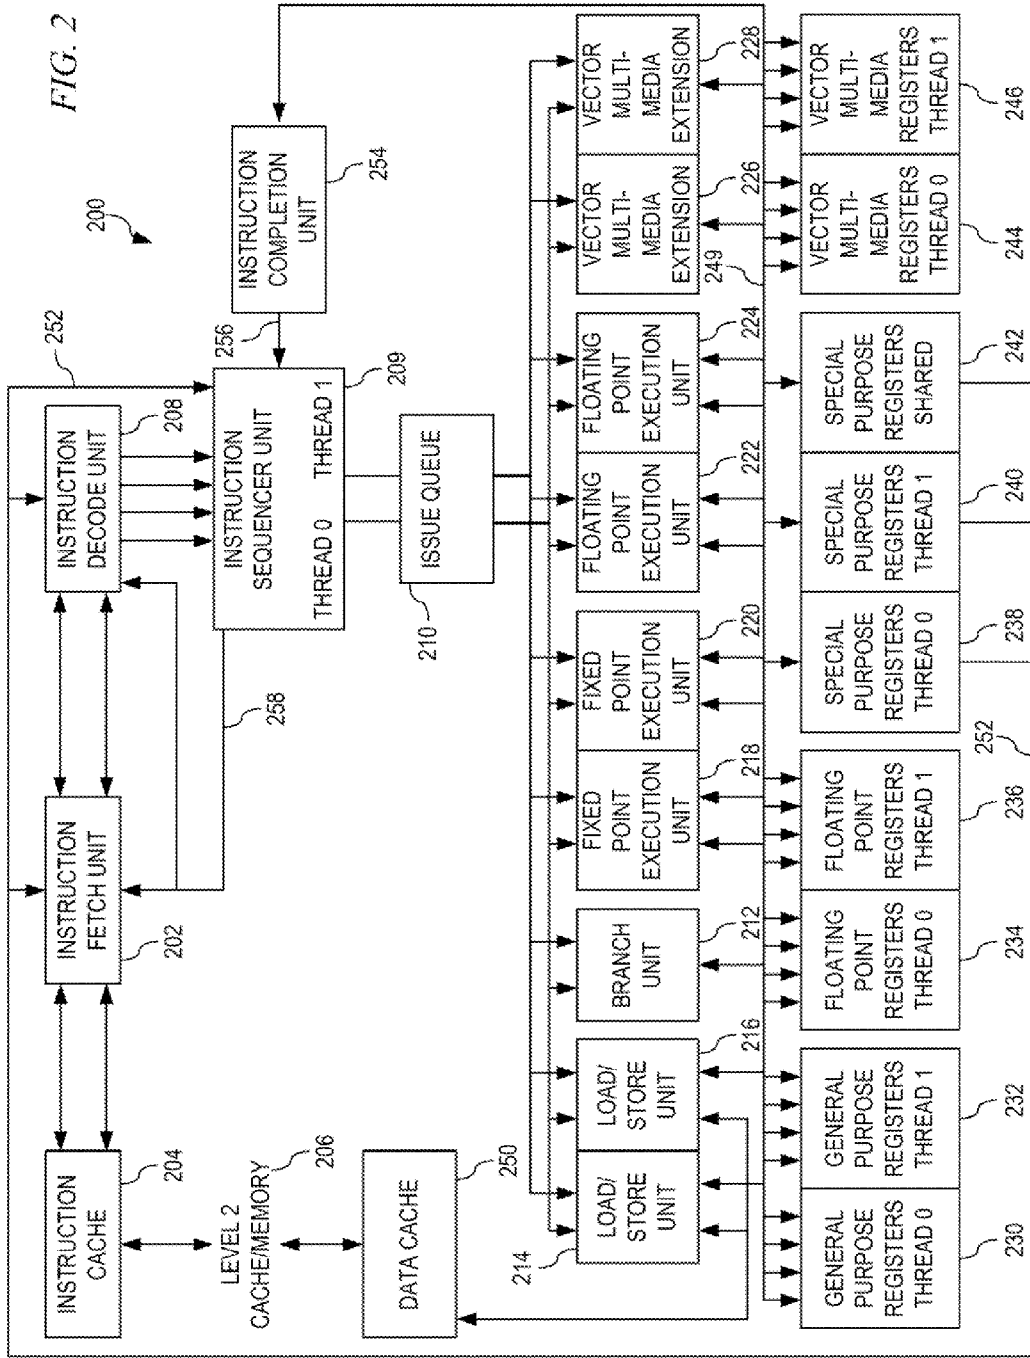 FIG. 2
200
252
INSTRUCTION
CACHE
204
INSTRUCTION
FETCH UNIT
202
INSTRUCTION
DECODE UNIT
208
LEVEL 2
CACHE/MEMORY
206
258
INSTRUCTION
SEQUENCER UNIT
THREAD 0
THREAD 1
209
256
INSTRUCTION
COMPLETION
UNIT
254
DATA CACHE
250
ISSUE QUEUE
210
LOAD/
STORE
UNIT
214
LOAD/
STORE
UNIT
216
BRANCH
UNIT
212
FIXED
POINT
EXECUTION
UNIT
218
FIXED
POINT
EXECUTION
UNIT
220
FLOATING
POINT
EXECUTION
UNIT
222
FLOATING
POINT
EXECUTION
UNIT
224
VECTOR
MULTI-
MEDIA
EXTENSION
226
VECTOR
MULTI-
MEDIA
EXTENSION
228
249
GENERAL
PURPOSE
REGISTERS
THREAD 0
230
GENERAL
PURPOSE
REGISTERS
THREAD 1
232
FLOATING
POINT
REGISTERS
THREAD 0
234
FLOATING
POINT
REGISTERS
THREAD 1
236
SPECIAL
PURPOSE
REGISTERS
THREAD 0
238
SPECIAL
PURPOSE
REGISTERS
THREAD 1
240
SPECIAL
PURPOSE
REGISTERS
SHARED
242
VECTOR
MULTI-
MEDIA
REGISTERS
THREAD 0
244
VECTOR
MULTI-
MEDIA
REGISTERS
THREAD 1
246
252